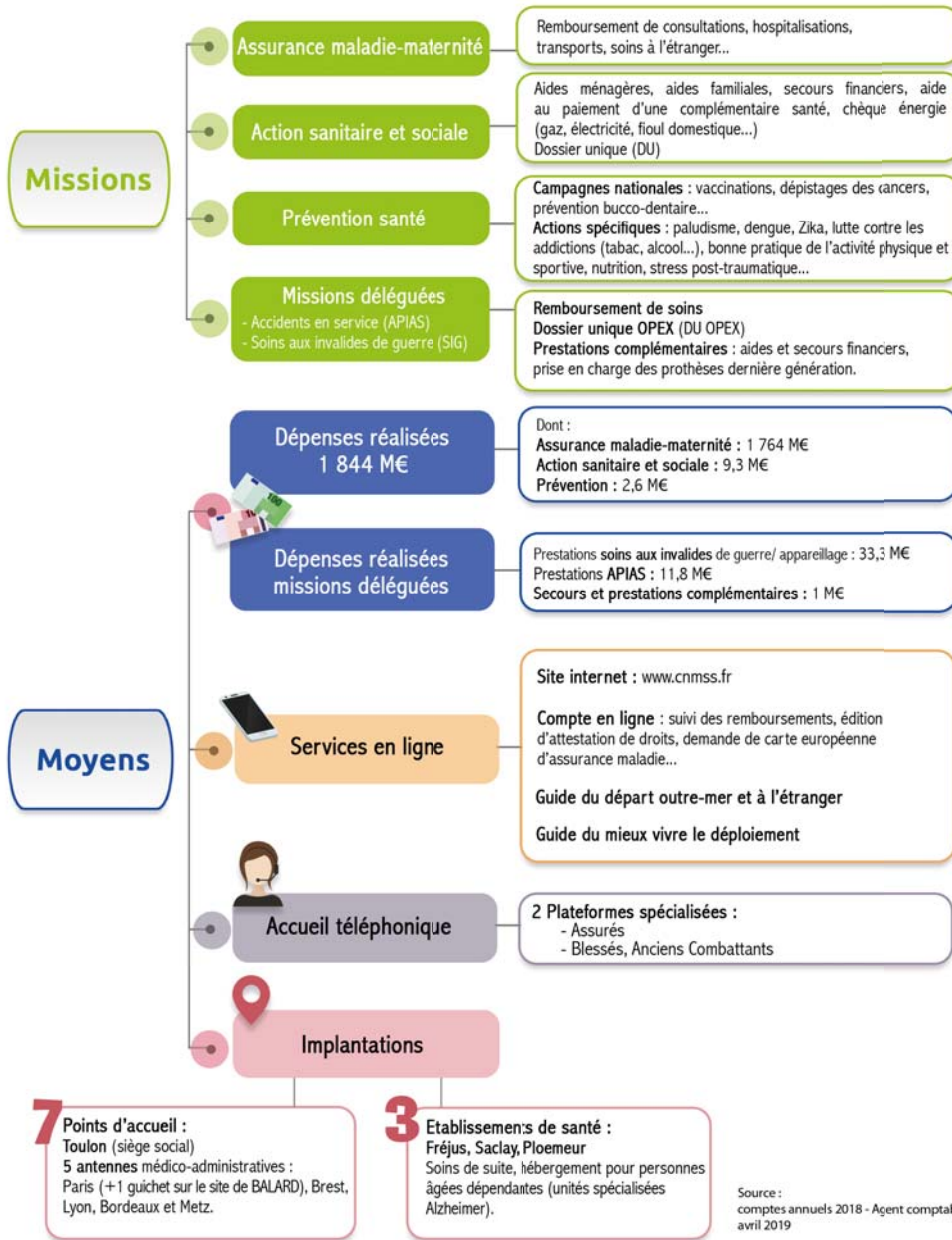 Missions
Assurance maladie-maternité
Remboursement de consultations, hospitalisations,
transports, soins à l'étranger...
Action sanitaire et sociale
Aides ménagères, aides familiales, secours financiers, aide
au paiement d'une complémentaire santé, chèque énergie
(gaz, électricité, fioul domestique...)
Dossier unique (DU)
Prévention santé
Campagnes nationales : vaccinations, dépistages des cancers,
prévention bucco-dentaire...
Actions spécifiques : paludisme, dengue, Zika, lutte contre les
addictions (tabac, alcool...), bonne pratique de l'activité physique et
sportive, nutrition, stress post-traumatique...
Missions déléguées
- Accidents en service (APIAS)
- Soins aux invalides de guerre (SIG)
Remboursement de soins
Dossier unique OPEX (DU OPEX)
Prestations complémentaires : aides et secours financiers,
prise en charge des prothèses dernière génération.
Moyens
Dépenses réalisées
1 844 M€
Dont :
Assurance maladie-maternité : 1 764 M€
Action sanitaire et sociale : 9,3 M€
Prévention : 2,6 M€
100
Dépenses réalisées
missions déléguées
Prestations soins aux invalides de guerre/ appareillage : 33,3 M€
Prestations APIAS : 11,8 M€
Secours et prestations complémentaires : 1 M€
Services en ligne
Site internet : www.cnmss.fr
Compte en ligne : suivi des remboursements, édition
d'attestation de droits, demande de carte européenne
d'assurance maladie...
Guide du départ outre-mer et à l'étranger
Guide du mieux vivre le déploiement
Accueil téléphonique
2 Plateformes spécialisées :
- Assurés
- Blessés, Anciens Combattants
Implantations
7
Points d'accueil :
Toulon (siège social)
5 antennes médico-administratives :
Paris (+1 guichet sur le site de BALARD), Brest,
Lyon, Bordeaux et Metz.
3
Etablissements de santé :
Fréjus, Saclay, Ploemeur
Soins de suite, hébergement pour personnes
âgées dépendantes (unités spécialisées
Alzheimer).
Source :
comptes annuels 2018 - Agent comptal
avril 2019